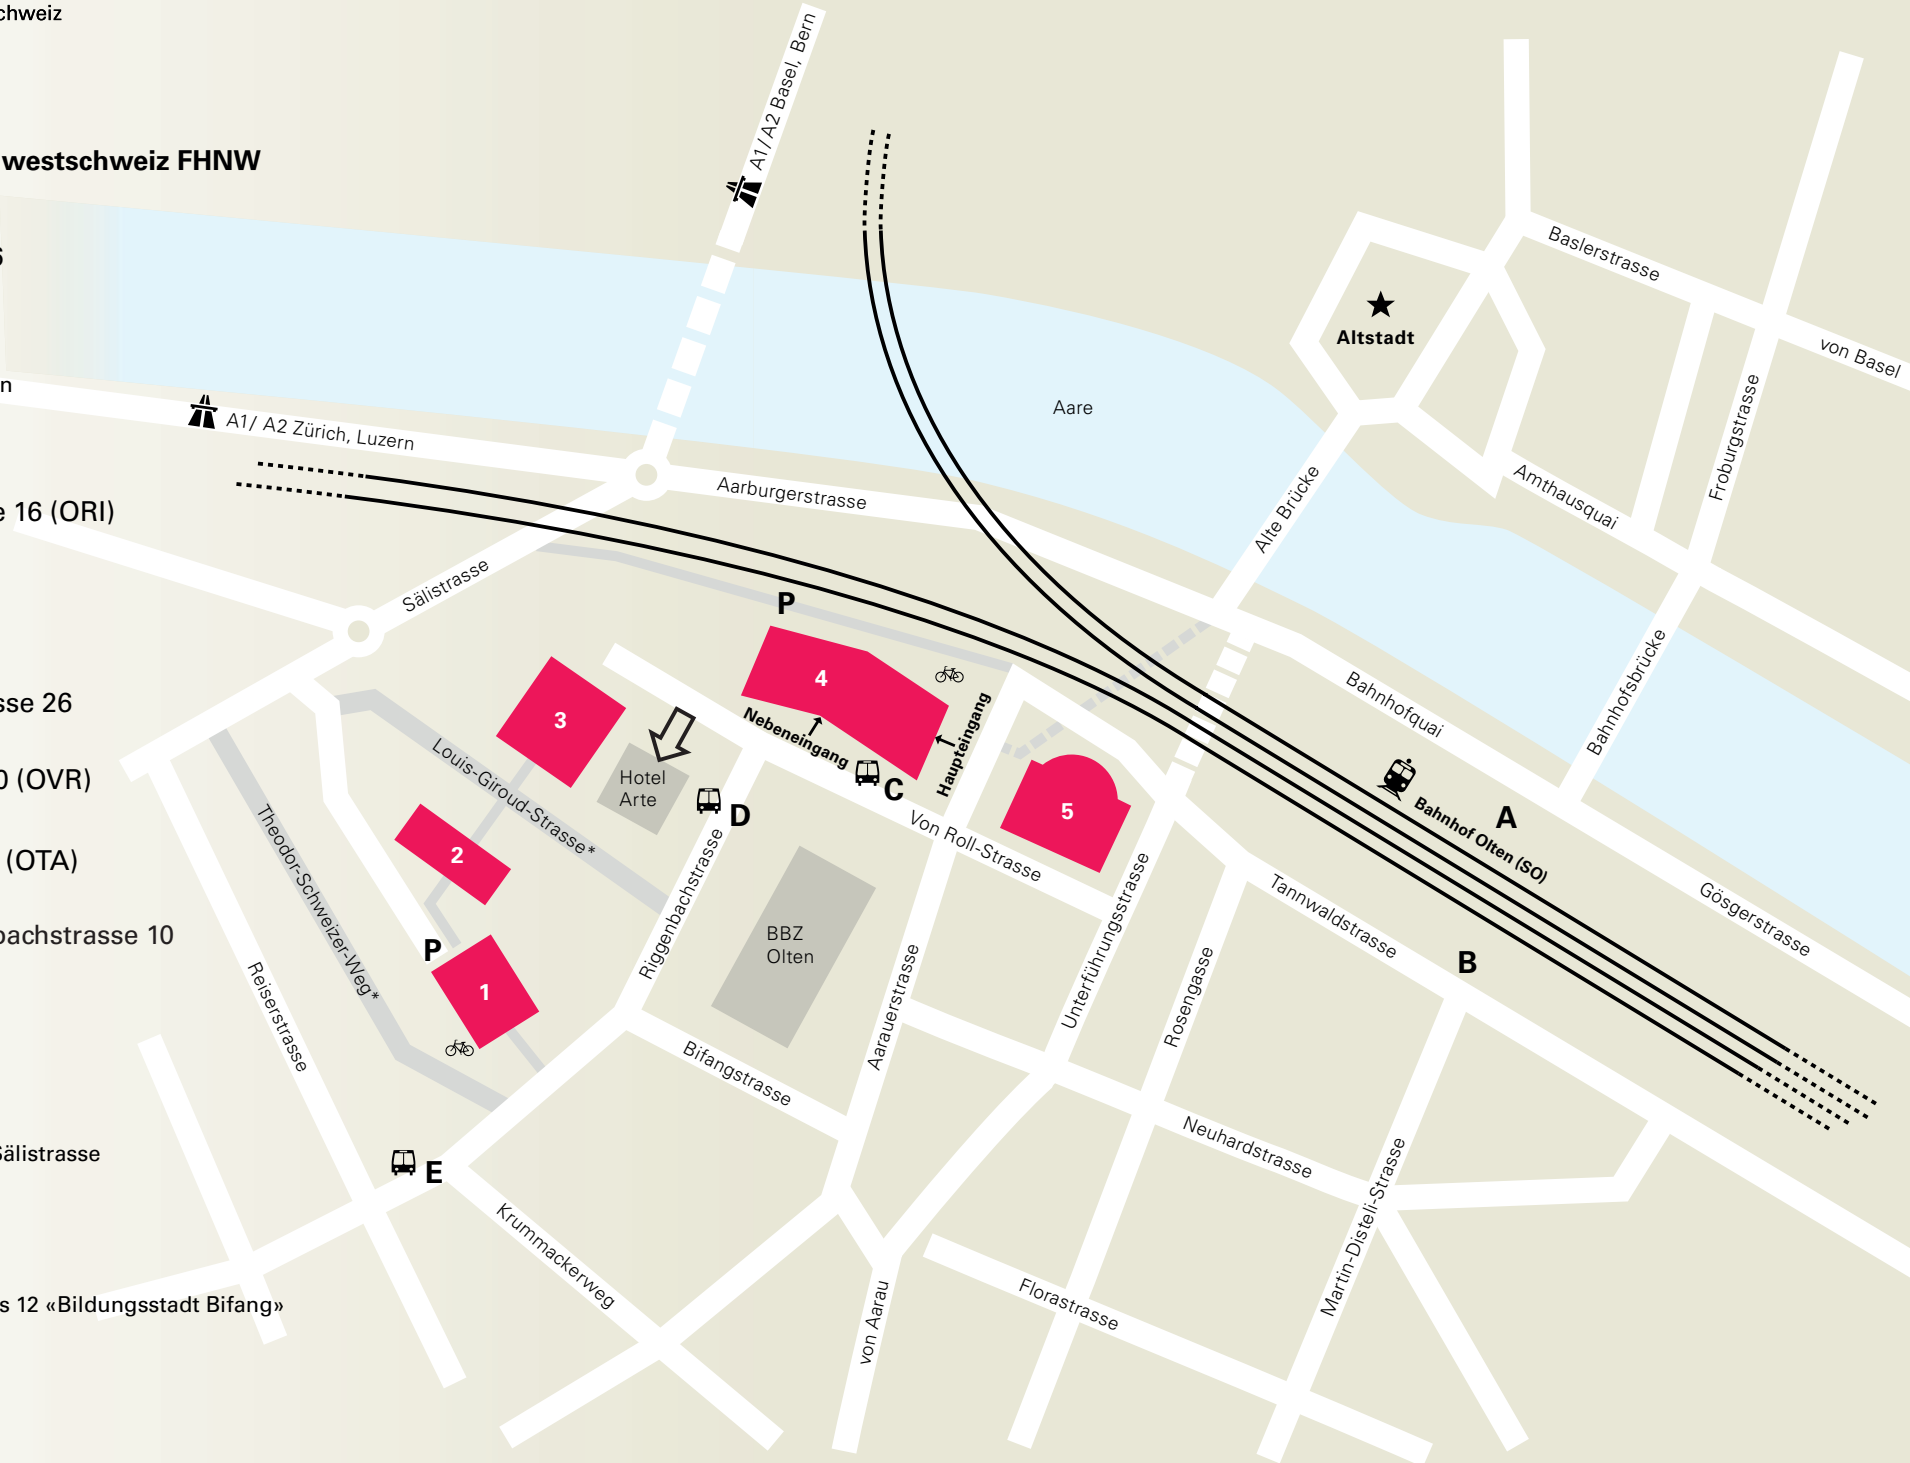 chweiz
westschweiz FHNW
n
e 16 (ORI)
sse 26
0 (OVR)
(OTA)
bachstrasse 10
Sälistrasse
s 12 «Bildungsstadt Bifang»
A1/A2 Basel, Bern
A1/ A2 Zürich, Luzern
Aarburgerstrasse
Aare
Altstadt
Baslerstrasse
von Basel
Froburgstrasse
Amthausquai
Alte Brücke
Bahnhofsbrücke
Bahnhofquai
Gösgerstrasse
Sälistrasse
P
4
3
Nebeneingang
Haupteingang
Hotel
Arte
C
D
5
Bahnhof Olten (SO)
A
B
Louis-Giroud-Strasse*
Theodor-Schweizer-Weg*
2
P
1
Reiserstrasse
Riggenbachstrasse
Von Roll-Strasse
BBZ
Olten
Aarauerstrasse
Unterführungsstrasse
Rosengasse
Tannwaldstrasse
Bifangstrasse
Neuhardstrasse
Martin-Disteli-Strasse
E
Krummackerweg
von Aarau
Florastrasse